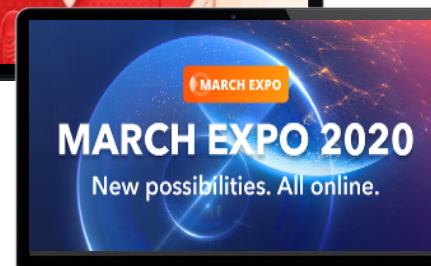 MARCH EXPO
MARCH EXPO 2020
New possibilities. All online.